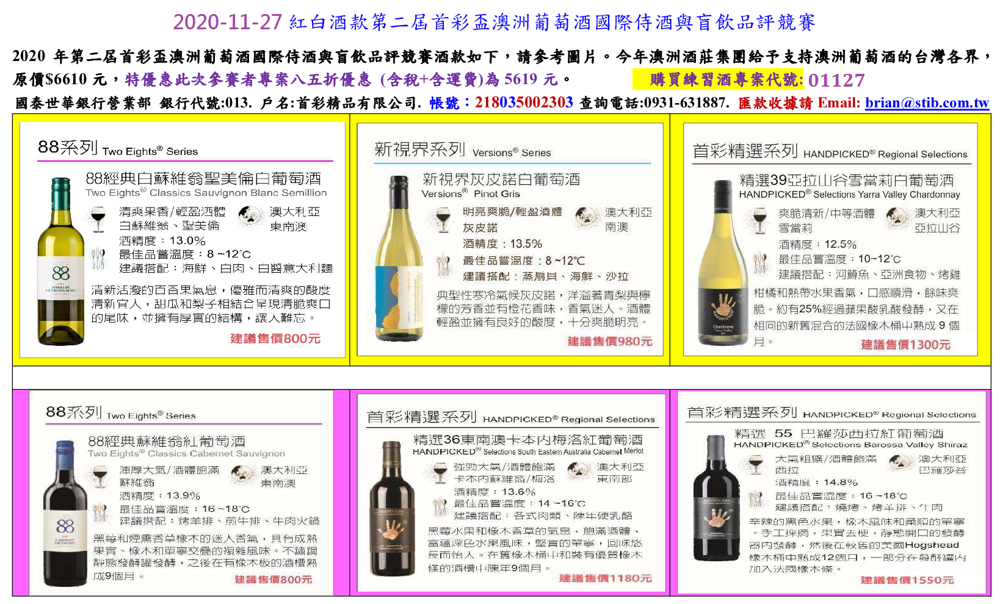 2020-11-27 紅白酒款第二屆首彩盃澳洲葡萄酒國際侍酒與盲飲品評競賽
2020 年第二屆首彩盃澳洲葡萄酒國際侍酒與盲飲品評競賽酒款如下，請參考圖片。今年澳洲酒莊集團給予支持澳洲葡萄酒的台灣各界，
原價$6610 元，特優惠此次參賽者專案八五折優惠 (含稅+含運費)為 5619 元。 購買練習酒專案代號: 01127
國泰世華銀行營業部 銀行代號:013. 戶名:首彩精品有限公司. 帳號：218035002303 查詢電話:0931-631887. 匯款收據請 Email: brian@stib.com.tw
88系列 Two Eights® Series
88經典白蘇維翁聖美倫白葡萄酒
Two Eights® Classics Sauvignon Blanc Semillion
清爽果香/輕盈酒體
白蘇維翁、聖美倫
澳大利亞
東南澳
酒精度：13.0%
最佳品嘗溫度：8 ~12°C
建議搭配：海鮮、白肉、白醬意大利麵
清新活潑的百香果氣息，優雅而清爽的酸度
清新宜人，甜瓜和梨子相結合呈現清脆爽口
的尾味，並擁有厚實的結構，讓人難忘。
建議售價800元
88
SEMILLON
SAUVIGNON BLANC
新視界系列 Versions® Series
新視界灰皮諾白葡萄酒
Versions® Pinot Gris
明亮爽脆/輕盈酒體
灰皮諾
澳大利亞
南澳
酒精度：13.5%
最佳品嘗溫度：8 ~12°C
建議搭配：蒸扇貝、海鮮、沙拉
典型性寒冷氣候灰皮諾，洋溢著青梨與檸
檬的芳香並有橙花香味，香氣迷人。酒體
輕盈並擁有良好的酸度，十分爽脆明亮。
建議售價980元
首彩精選系列 HANDPICKED® Regional Selections
精選39亞拉山谷雪當莉白葡萄酒
HANDPICKED® Selections Yarra Valley Chardonnay
爽脆清新/中等酒體
雪當莉
澳大利亞
亞拉山谷
酒精度：12.5%
最佳品嘗溫度：10~12°C
建議搭配：河鱒魚、亞洲食物、烤雞
柑橘和熱帶水果香氣，口感順滑，餘味爽
脆。約有25%經過蘋果酸乳酸發酵，又在
相同的新舊混合的法國橡木桶中熟成 9 個
月。
建議售價1300元
HANDPICKED
Chardonnay
Yarra Valley
88系列 Two Eights® Series
88經典蘇維翁紅葡萄酒
Two Eights® Classics Cabernet Sauvignon
渾厚大氣/酒體飽滿
蘇維翁
澳大利亞
東南澳
酒精度：13.9%
最佳品嘗溫度：16 ~18°C
建議搭配：烤羊排、煎牛排、牛肉火鍋
黑莓和煙熏香草橡木的迷人香氣，具有成熟
果實、橡木和單寧交疊的複雜風味。不鏽鋼
靜態發酵罐發酵，之後在有橡木板的酒槽熟
成9個月。
建議售價800元
88
CABERNET
SAUVIGNON
首彩精選系列 HANDPICKED® Regional Selections
精選36東南澳卡本內梅洛紅葡萄酒
HANDPICKED® Selections South Eastern Australia Cabernet Merlot
強勁大氣/酒體飽滿
卡本內蘇維翁/梅洛
澳大利亞
東南部
酒精度：13.6%
最佳品嘗溫度：14 ~16°C
建議搭配：各式肉類、陳年硬乳酪
黑莓水果和橡木香草的氣息，飽滿酒體，
富蘊深色水果風味，堅實的單寧，回味悠
長而怡人。在舊橡木桶中和裝有優質橡木
條的酒槽中陳年9個月。
建議售價1180元
首彩精選系列 HANDPICKED® Regional Selections
精選 55 巴羅莎西拉紅葡萄酒
HANDPICKED® Selections Barossa Valley Shiraz
大氣粗獷/酒體飽滿
西拉
澳大利亞
巴羅莎谷
酒精度：14.8%
最佳品嘗溫度：16 ~18°C
建議搭配：燒烤、烤羊排、牛肉
辛辣的黑色水果，橡木風味和柔順的單寧
。手工採摘，果實去梗，靜態開口的發酵
器內發酵，然後在較舊的美國Hogshead
橡木桶中熟成12個月，一部分在發酵罐內
加入法國橡木條。
建議售價1550元